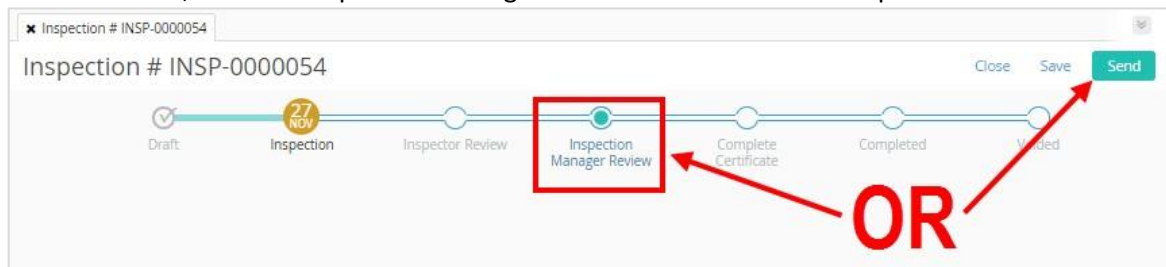 Inspection # INSP-0000054
Inspection # INSP-0000054
Close Save Send
27
NOV
Draft Inspection Inspector Review Inspection Complete Completed
Manager Review Certificate
OR